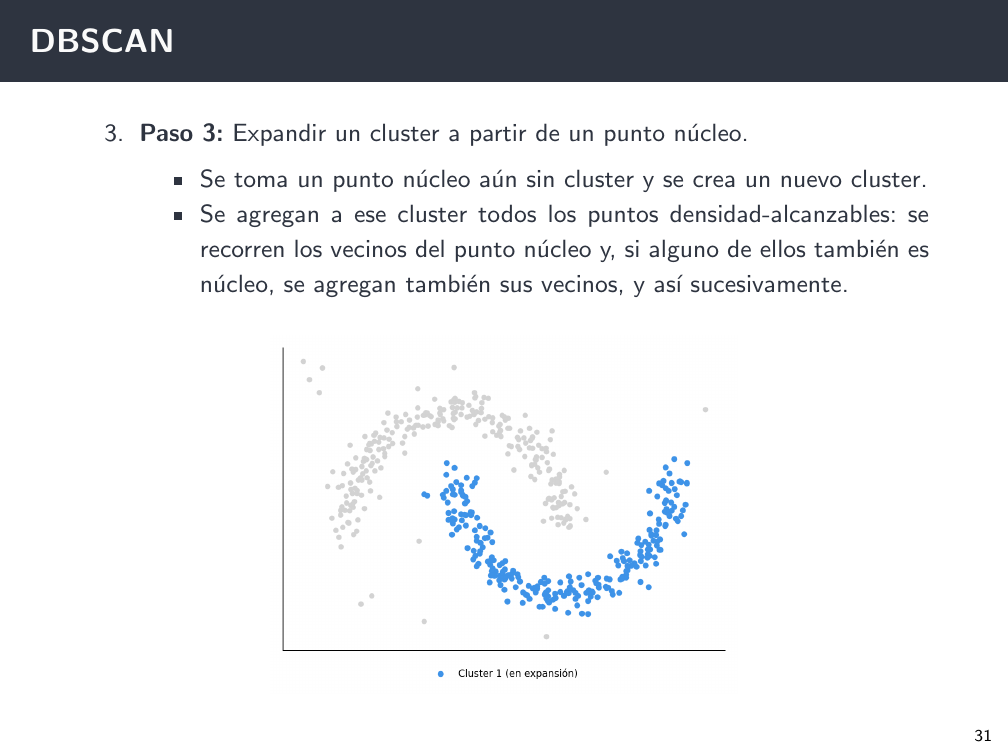 DBSCAN
3. Paso 3: Expandir un cluster a partir de un punto núcleo.
Se toma un punto núcleo aún sin cluster y se crea un nuevo cluster.
Se agregan a ese cluster todos los puntos densidad-alcanzables: se
recorren los vecinos del punto núcleo y, si alguno de ellos también es
núcleo, se agregan también sus vecinos, y así sucesivamente.
Cluster 1 (en expansión)
31